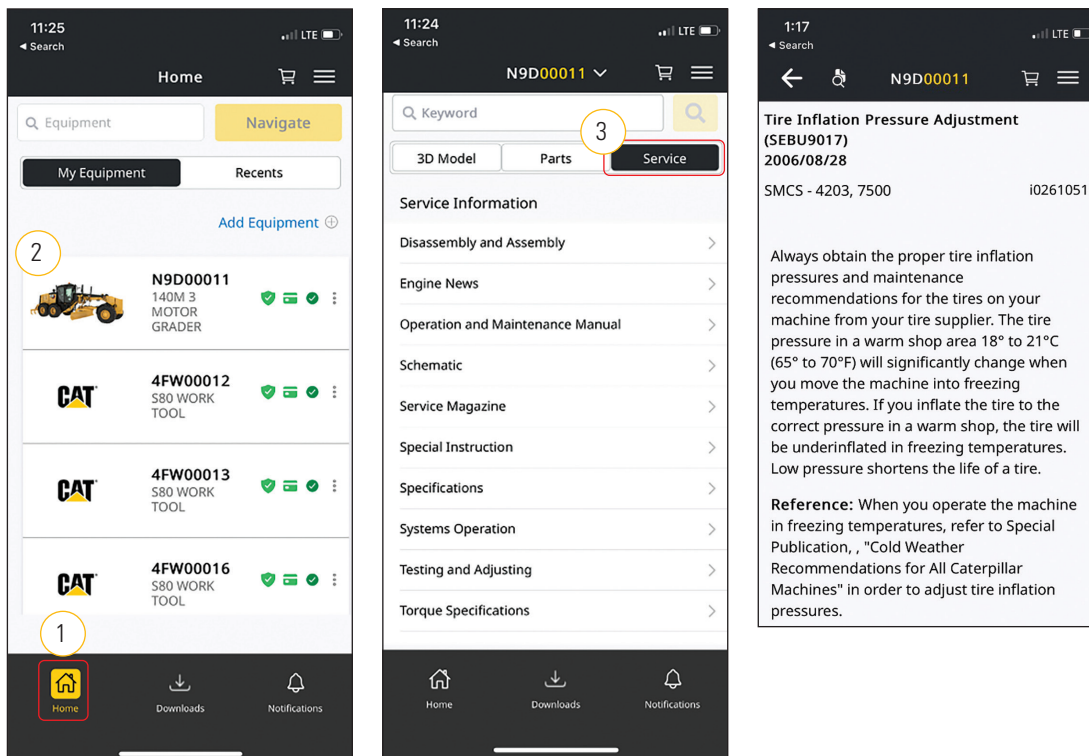 11:25
LTE
Search
Home
Equipment
Navigate
My Equipment
Recents
Add Equipment
2
N9D00011
140M 3
MOTOR
GRADER
CAT
4FW00012
S80 WORK
TOOL
CAT
4FW00013
S80 WORK
TOOL
CAT
4FW00016
S80 WORK
TOOL
1
Home
Downloads
Notifications
11:24
LTE
Search
N9D00011
Keyword
3
3D Model
Parts
Service
Service Information
Disassembly and Assembly
Engine News
Operation and Maintenance Manual
Schematic
Service Magazine
Special Instruction
Specifications
Systems Operation
Testing and Adjusting
Torque Specifications
Home
Downloads
Notifications
1:17
LTE
Search
N9D00011
Tire Inflation Pressure Adjustment
(SEBU9017)
2006/08/28
SMCS - 4203, 7500 i0261051
Always obtain the proper tire inflation
pressures and maintenance
recommendations for the tires on your
machine from your tire supplier. The tire
pressure in a warm shop area 18° to 21°C
(65° to 70°F) will significantly change when
you move the machine into freezing
temperatures. If you inflate the tire to the
correct pressure in a warm shop, the tire will
be underinflated in freezing temperatures.
Low pressure shortens the life of a tire.
Reference: When you operate the machine
in freezing temperatures, refer to Special
Publication, , "Cold Weather
Recommendations for All Caterpillar
Machines" in order to adjust tire inflation
pressures.